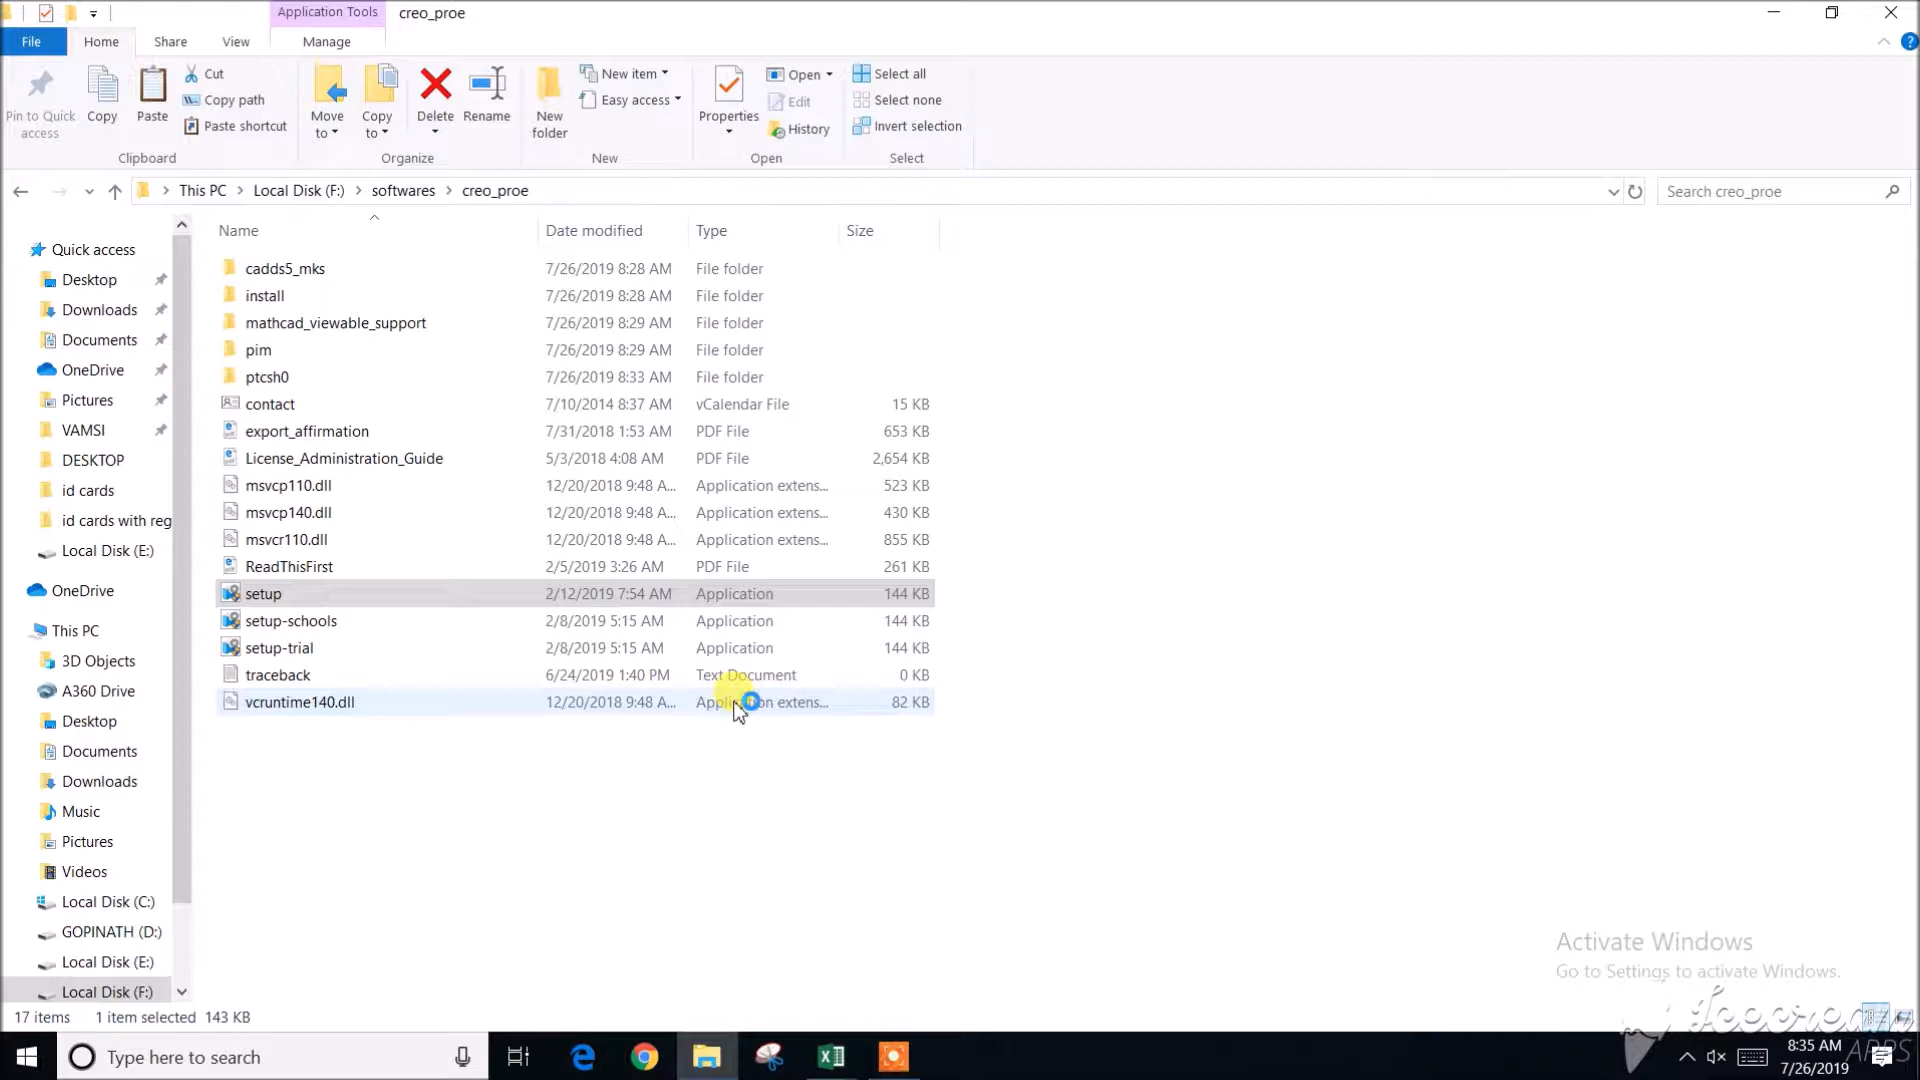 Application Tools creo_proe
File Home Share View Manage
Pin to Quick access
Copy
Paste
Cut
Copy path
Paste shortcut
Clipboard
Move to
Copy to
Delete
Rename
Organize
New folder
New item
Easy access
New
Properties
Open
Edit
History
Open
Select all
Select none
Invert selection
Select
This PC Local Disk (F:) softwares creo_proe
Search creo_proe
Name Date modified Type Size
cadds5_mks 7/26/2019 8:28 AM File folder
install 7/26/2019 8:28 AM File folder
mathcad_viewable_support 7/26/2019 8:29 AM File folder
pim 7/26/2019 8:29 AM File folder
ptcsh0 7/26/2019 8:33 AM File folder
contact 7/10/2014 8:37 AM vCalendar File 15 KB
export_affirmation 7/31/2018 1:53 AM PDF File 653 KB
License_Administration_Guide 5/3/2018 4:08 AM PDF File 2,654 KB
msvcp110.dll 12/20/2018 9:48 A... Application extens... 523 KB
msvcp140.dll 12/20/2018 9:48 A... Application extens... 430 KB
msvcr110.dll 12/20/2018 9:48 A... Application extens... 855 KB
ReadThisFirst 2/5/2019 3:26 AM PDF File 261 KB
setup 2/12/2019 7:54 AM Application 144 KB
setup-schools 2/8/2019 5:15 AM Application 144 KB
setup-trial 2/8/2019 5:15 AM Application 144 KB
traceback 6/24/2019 1:40 PM Text Document 0 KB
vcruntime140.dll 12/20/2018 9:48 A... Application extens... 82 KB
Quick access
Desktop
Downloads
Documents
OneDrive
Pictures
VAMSI
DESKTOP
id cards
id cards with reg
Local Disk (E:)
OneDrive
This PC
3D Objects
A360 Drive
Desktop
Documents
Downloads
Music
Pictures
Videos
Local Disk (C:)
GOPINATH (D:)
Local Disk (E:)
Local Disk (F:)
Activate Windows
Go to Settings to activate Windows.
17 items 1 item selected 143 KB
Icecream
APPS
Type here to search
8:35 AM
7/26/2019